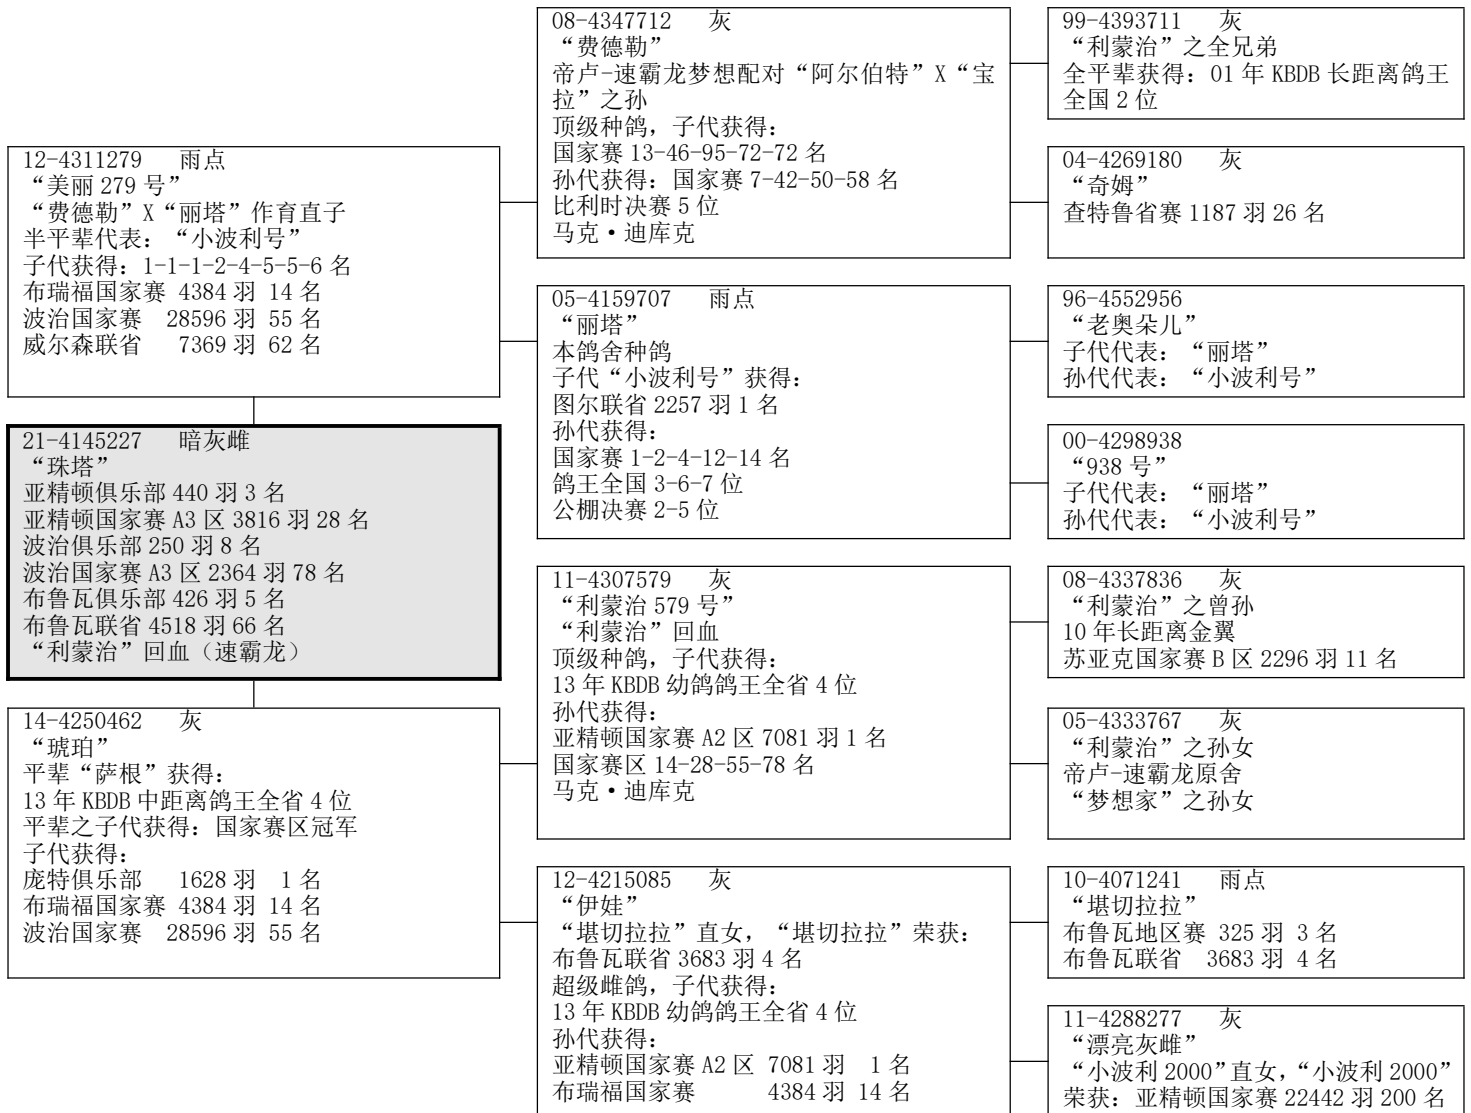 12-4311279 雨点
“美丽 279 号”
“费德勒”X“丽塔”作育直子
半平辈代表：“小波利号”
子代获得：1-1-1-2-4-5-5-6 名
布瑞福国家赛 4384 羽 14 名
波治国家赛 28596 羽 55 名
威尔森联省 7369 羽 62 名
21-4145227 暗灰雌
“珠塔”
亚精顿俱乐部 440 羽 3 名
亚精顿国家赛 A3 区 3816 羽 28 名
波治俱乐部 250 羽 8 名
波治国家赛 A3 区 2364 羽 78 名
布鲁瓦俱乐部 426 羽 5 名
布鲁瓦联省 4518 羽 66 名
“利蒙治”回血（速霸龙）
14-4250462 灰
“琥珀”
平辈“萨根”获得：
13 年 KBDB 中距离鸽王全省 4 位
平辈之子代获得：国家赛区冠军
子代获得：
庞特俱乐部 1628 羽 1 名
布瑞福国家赛 4384 羽 14 名
波治国家赛 28596 羽 55 名
08-4347712 灰
“费德勒”
帝卢-速霸龙梦想配对“阿尔伯特”X“宝
拉”之孙
顶级种鸽，子代获得：
国家赛 13-46-95-72-72 名
孙代获得：国家赛 7-42-50-58 名
比利时决赛 5 位
马克•迪库克
05-4159707 雨点
“丽塔”
本鸽舍种鸽
子代“小波利号”获得：
图尔联省 2257 羽 1 名
孙代获得：
国家赛 1-2-4-12-14 名
鸽王全国 3-6-7 位
公棚决赛 2-5 位
11-4307579 灰
“利蒙治 579 号”
“利蒙治”回血
顶级种鸽，子代获得：
13 年 KBDB 幼鸽鸽王全省 4 位
孙代获得：
亚精顿国家赛 A2 区 7081 羽 1 名
国家赛区 14-28-55-78 名
马克•迪库克
12-4215085 灰
“伊娃”
“堪切拉拉”直女，“堪切拉拉”荣获：
布鲁瓦联省 3683 羽 4 名
超级雌鸽，子代获得：
13 年 KBDB 幼鸽鸽王全省 4 位
孙代获得：
亚精顿国家赛 A2 区 7081 羽 1 名
布瑞福国家赛 4384 羽 14 名
99-4393711 灰
“利蒙治”之全兄弟
全平辈获得：01 年 KBDB 长距离鸽王
全国 2 位
04-4269180 灰
“奇姆”
查特鲁省赛 1187 羽 26 名
96-4552956
“老奥朵儿”
子代代表：“丽塔”
孙代代表：“小波利号”
00-4298938
“938 号”
子代代表：“丽塔”
孙代代表：“小波利号”
08-4337836 灰
“利蒙治”之曾孙
10 年长距离金翼
苏亚克国家赛 B 区 2296 羽 11 名
05-4333767 灰
“利蒙治”之孙女
帝卢-速霸龙原舍
“梦想家”之孙女
10-4071241 雨点
“堪切拉拉”
布鲁瓦地区赛 325 羽 3 名
布鲁瓦联省 3683 羽 4 名
11-4288277 灰
“漂亮灰雌”
“小波利 2000”直女，“小波利 2000”
荣获：亚精顿国家赛 22442 羽 200 名